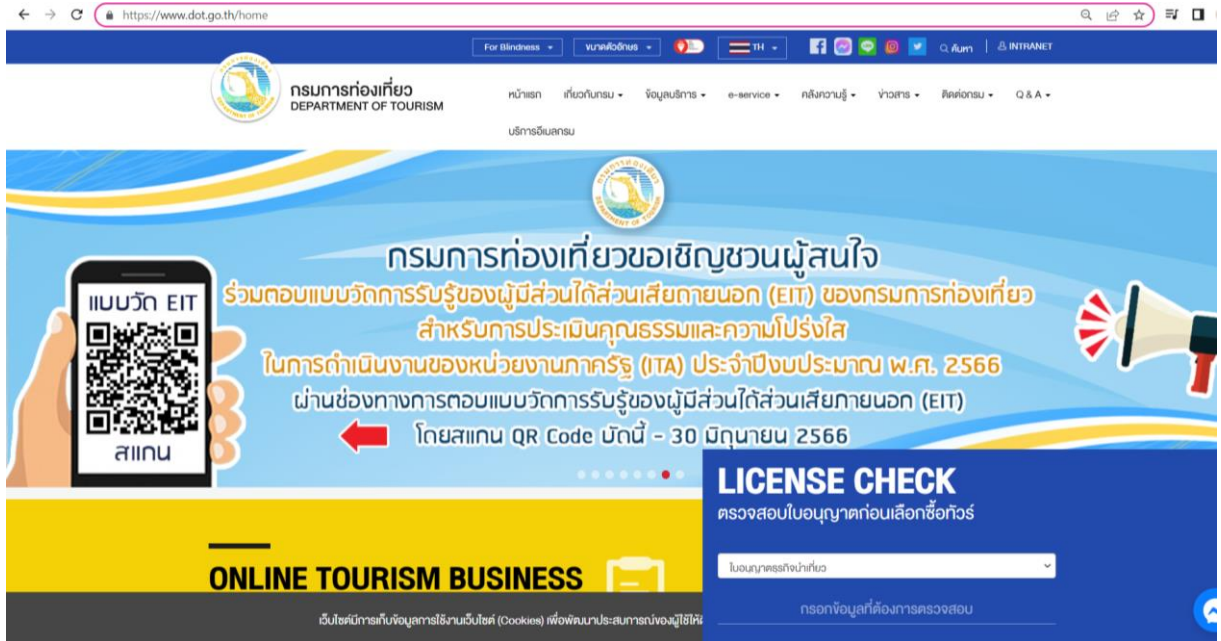 https://www.dot.go.th/home
For Blindness ขนาดตัวอักษร TH ค้นหา INTRANET
กรมการท่องเที่ยว
DEPARTMENT OF TOURISM
หน้าแรก เกี่ยวกับกรม ข้อมูลบริการ e-service คลังความรู้ ข่าวสาร ติดต่อกรม Q & A
บริการอีเมลกรม
กรมการท่องเที่ยวขอเชิญชวนผู้สนใจ
แบบวัด EIT
ร่วมตอบแบบวัดการรับรู้ของผู้มีส่วนได้ส่วนเสียภายนอก (EIT) ของกรมการท่องเที่ยว
สำหรับการประเมินคุณธรรมและความโปร่งใส
ในการดำเนินงานของหน่วยงานภาครัฐ (ITA) ประจำปีงบประมาณ พ.ศ. 2566
ผ่านช่องทางการตอบแบบวัดการรับรู้ของผู้มีส่วนได้ส่วนเสียภายนอก (EIT)
โดยสแกน QR Code บัดนี้ - 30 มิถุนายน 2566
สแกน
LICENSE CHECK
ตรวจสอบใบอนุญาตก่อนเลือกซื้อทัวร์
ใบอนุญาตธุรกิจนำเที่ยว
กรอกข้อมูลที่ต้องการตรวจสอบ
ONLINE TOURISM BUSINESS
เว็บไซต์มีการเก็บข้อมูลการใช้งานเว็บไซต์ (Cookies) เพื่อพัฒนาประสบการณ์ของผู้ใช้ให้